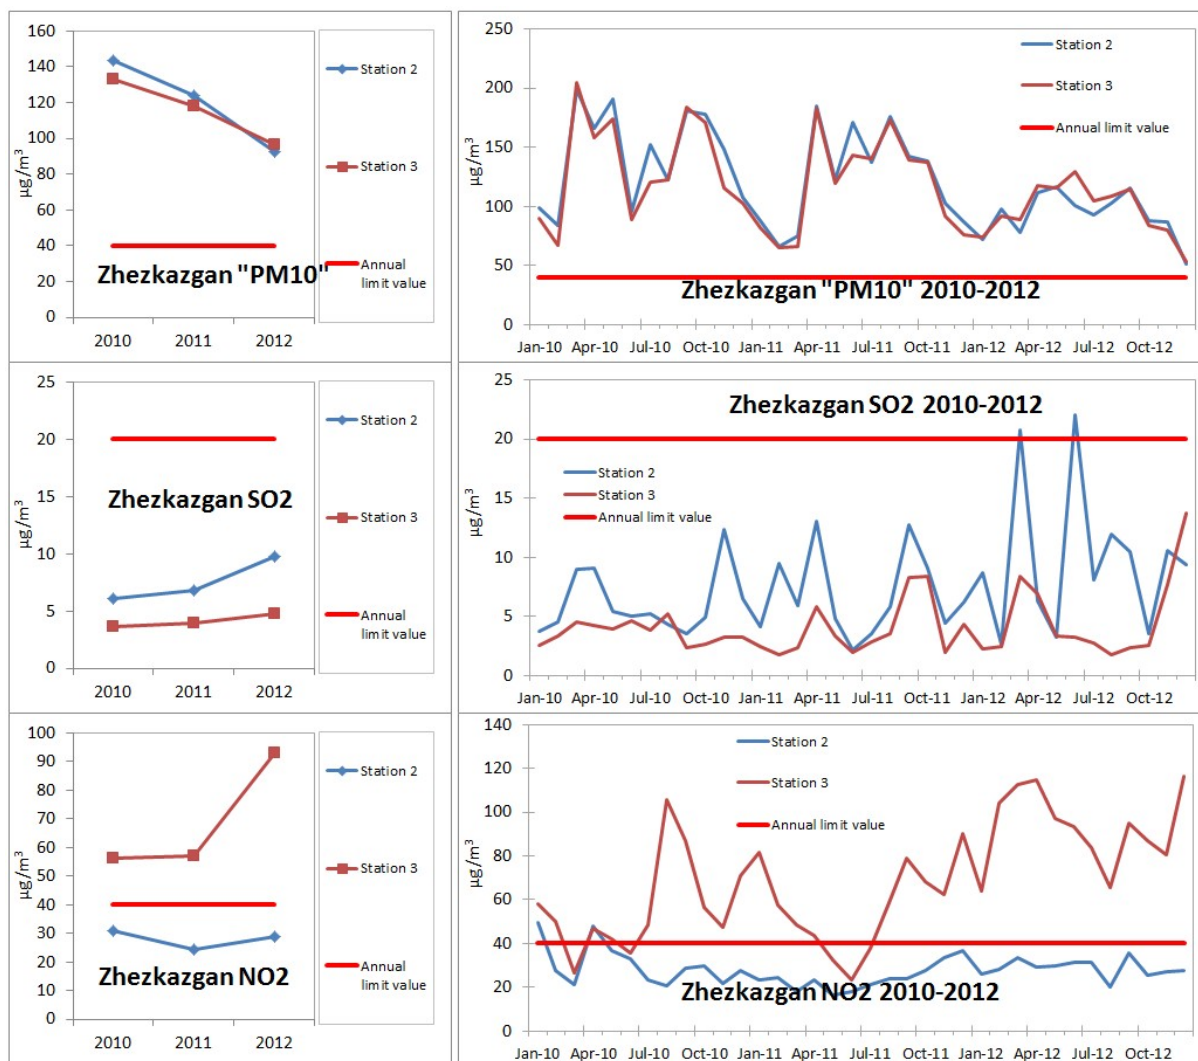 160
140
120
100
80
60
40
20
0
µg/m³
2010 2011 2012
Station 2
Station 3
Annual
limit value
Zhezkazgan "PM10"
250
200
150
100
50
0
µg/m³
Station 2
Station 3
Annual limit value
Zhezkazgan "PM10" 2010-2012
Jan-10 Apr-10 Jul-10 Oct-10 Jan-11 Apr-11 Jul-11 Oct-11 Jan-12 Apr-12 Jul-12 Oct-12
25
20
15
10
5
0
µg/m³
2010 2011 2012
Station 2
Zhezkazgan SO2
Station 3
Annual
limit value
25
20
15
10
5
0
µg/m³
Zhezkazgan SO2 2010-2012
Station 2
Station 3
Annual limit value
Jan-10 Apr-10 Jul-10 Oct-10 Jan-11 Apr-11 Jul-11 Oct-11 Jan-12 Apr-12 Jul-12 Oct-12
100
90
80
70
60
50
40
30
20
10
0
µg/m³
2010 2011 2012
Station 2
Station 3
Annual
limit value
Zhezkazgan NO2
140
120
100
80
60
40
20
0
µg/m³
Station 2
Station 3
Annual limit value
Zhezkazgan NO2 2010-2012
Jan-10 Apr-10 Jul-10 Oct-10 Jan-11 Apr-11 Jul-11 Oct-11 Jan-12 Apr-12 Jul-12 Oct-12